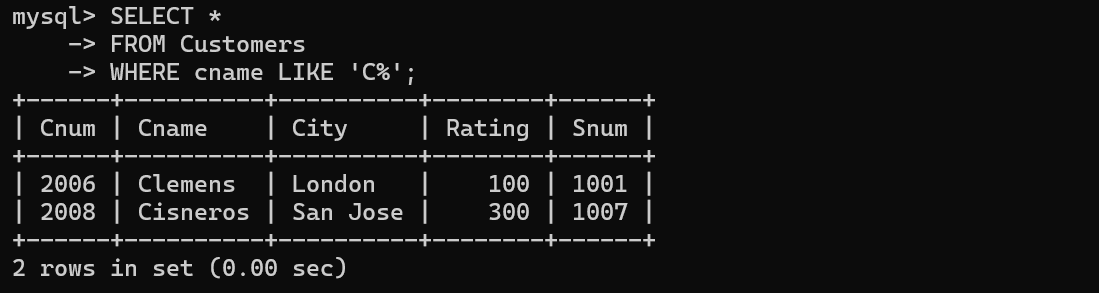 mysql> SELECT *
    -> FROM Customers
    -> WHERE cname LIKE 'C%';
+------+----------+----------+--------+------+
| Cnum | Cname    | City     | Rating | Snum |
+------+----------+----------+--------+------+
| 2006 | Clemens  | London   |    100 | 1001 |
| 2008 | Cisneros | San Jose |    300 | 1007 |
+------+----------+----------+--------+------+
2 rows in set (0.00 sec)